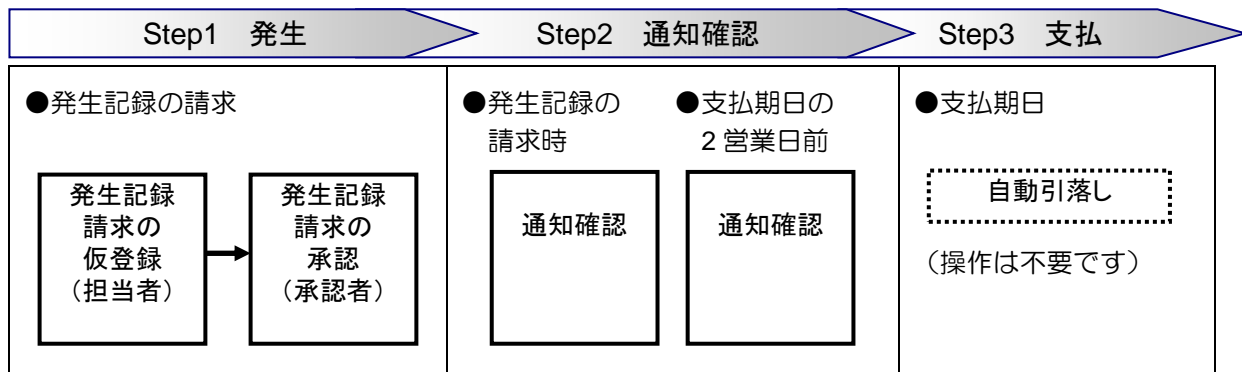 Step1 発生
Step2 通知確認
Step3 支払
●発生記録の請求
発生記録
請求の
仮登録
（担当者）
発生記録
請求の
承認
（承認者）
●発生記録の
請求時
通知確認
●支払期日の
2 営業日前
通知確認
●支払期日
自動引落し
（操作は不要です）